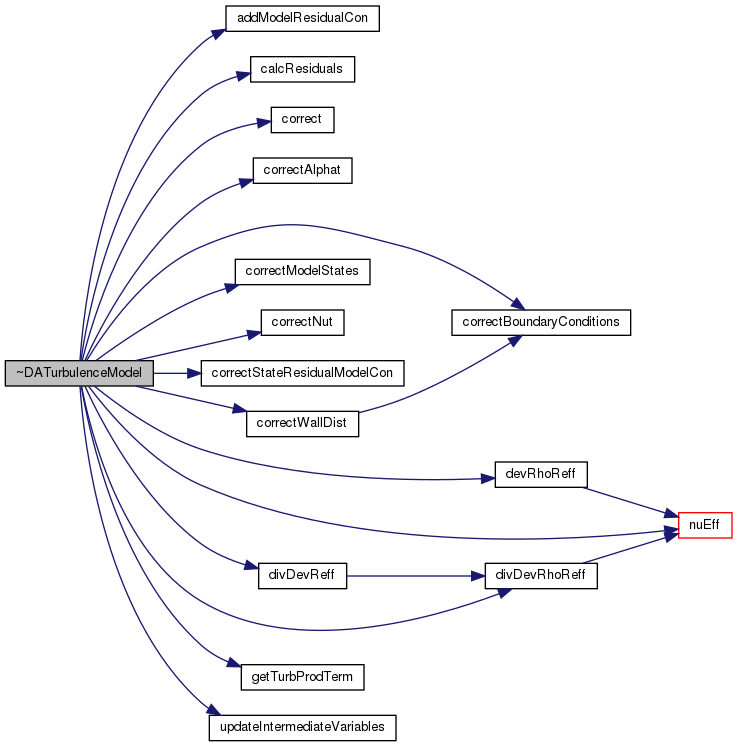 addModelResidualCon
calcResiduals
correct
correctAlphat
correctModelStates
correctNut
correctBoundaryConditions
~DATurbulenceModel
correctStateResidualModelCon
correctWallDist
devRhoReff
nuEff
divDevReff
divDevRhoReff
getTurbProdTerm
updateIntermediateVariables